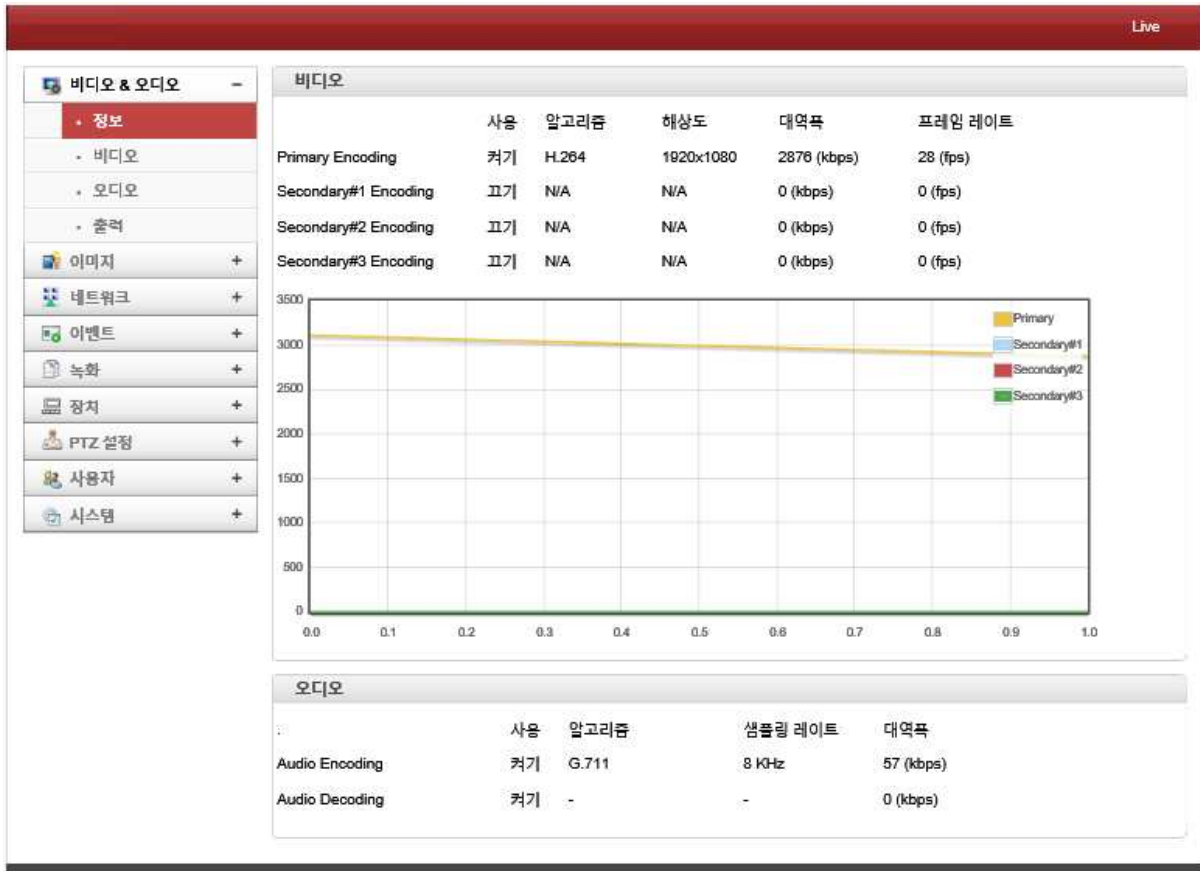 Live
비디오 & 오디오 -
• 정보
• 비디오
• 오디오
• 출력
이미지 +
네트워크 +
이벤트 +
녹화 +
장치 +
PTZ 설정 +
사용자 +
시스템 +
비디오
사용 알고리즘 해상도 대역폭 프레임 레이트
Primary Encoding 켜기 H.264 1920x1080 2876 (kbps) 28 (fps)
Secondary#1 Encoding 끄기 N/A N/A 0 (kbps) 0 (fps)
Secondary#2 Encoding 끄기 N/A N/A 0 (kbps) 0 (fps)
Secondary#3 Encoding 끄기 N/A N/A 0 (kbps) 0 (fps)
3500
3000
2500
2000
1500
1000
500
0
0.0 0.1 0.2 0.3 0.4 0.5 0.6 0.7 0.8 0.9 1.0
Primary
Secondary#1
Secondary#2
Secondary#3
오디오
: 사용 알고리즘 샘플링 레이트 대역폭
Audio Encoding 켜기 G.711 8 KHz 57 (kbps)
Audio Decoding 켜기 - - 0 (kbps)